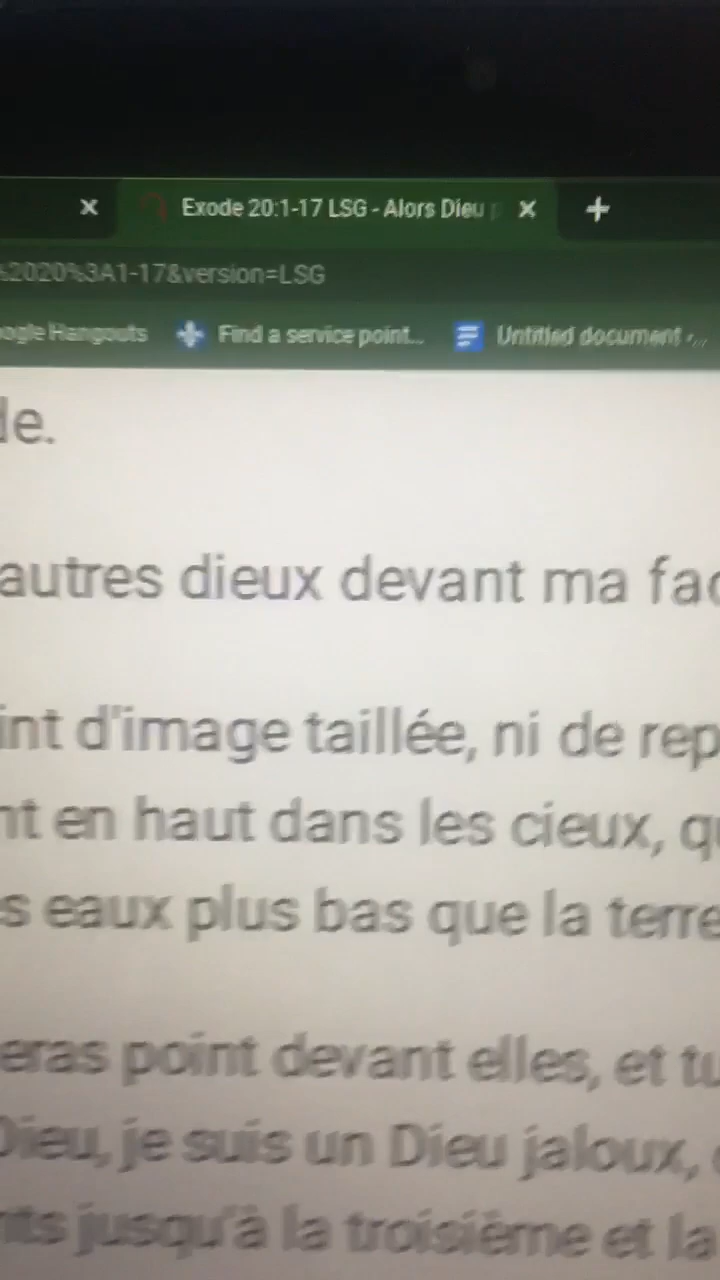 Exode 20:1-17 LSG - Alors Dieu p
%2020%3A1-17&version=LSG
ogle Hangouts Find a service point... Untitled document -...
de.
autres dieux devant ma fac
int d'image taillée, ni de rep
nt en haut dans les cieux, qu
s eaux plus bas que la terre
eras point devant elles, et tu
Dieu, je suis un Dieu jaloux,
nts jusqu'à la troisième et la